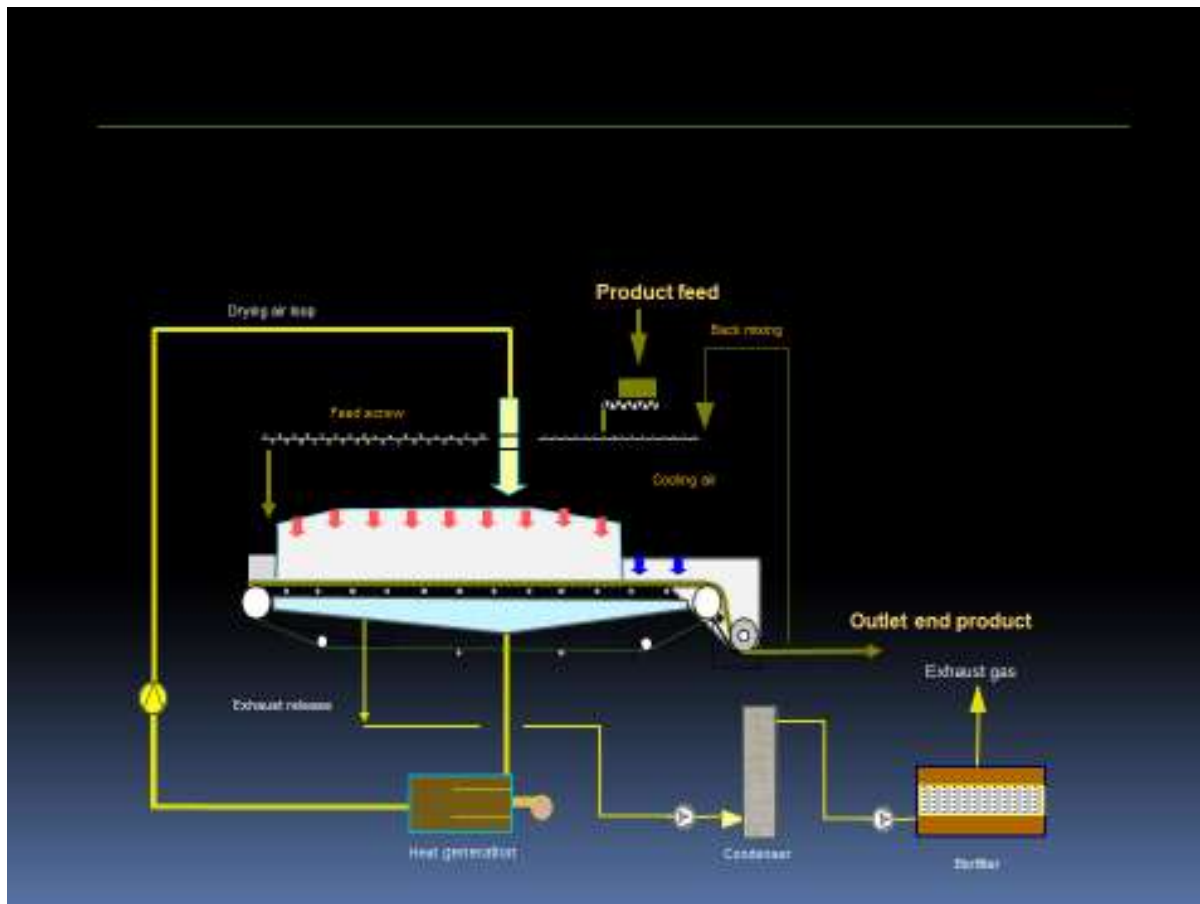 Product feed
Drying air loop
Back mixing
Feed screw
Cooling air
Outlet end product
Exhaust gas
Exhaust release
Heat generation
Condenser